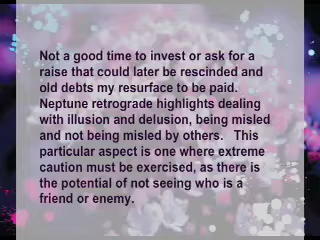 Not a good time to invest or ask for a
raise that could later be rescinded and
old debts my resurface to be paid.
Neptune retrograde highlights dealing
with illusion and delusion, being misled
and not being misled by others.   This
particular aspect is one where extreme
caution must be exercised, as there is
the potential of not seeing who is a
friend or enemy.